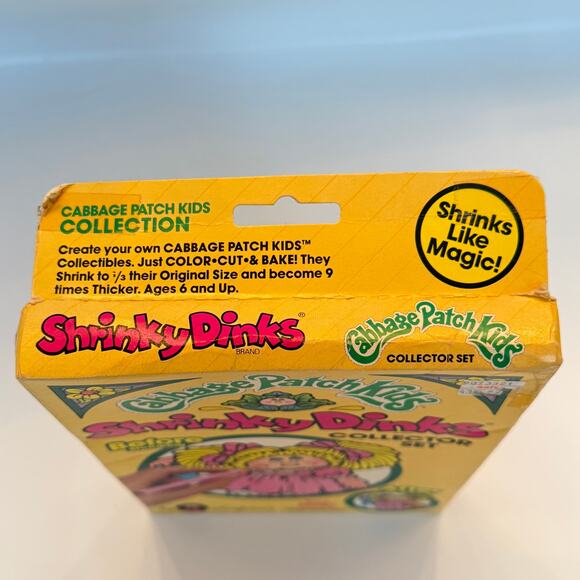 CABBAGE PATCH KIDS
COLLECTION
Create your own CABBAGE PATCH KIDS™
Collectibles. Just COLOR•CUT•& BAKE! They
Shrink to 1/3 their Original Size and become 9
times Thicker. Ages 6 and Up.
Shrinks
Like
Magic!
Shrinky Dinks®
BRAND
Cabbage Patch Kids
COLLECTOR SET
Cabbage Patch Kids
Shrinky Dinks
COLLECTOR
SET
Before